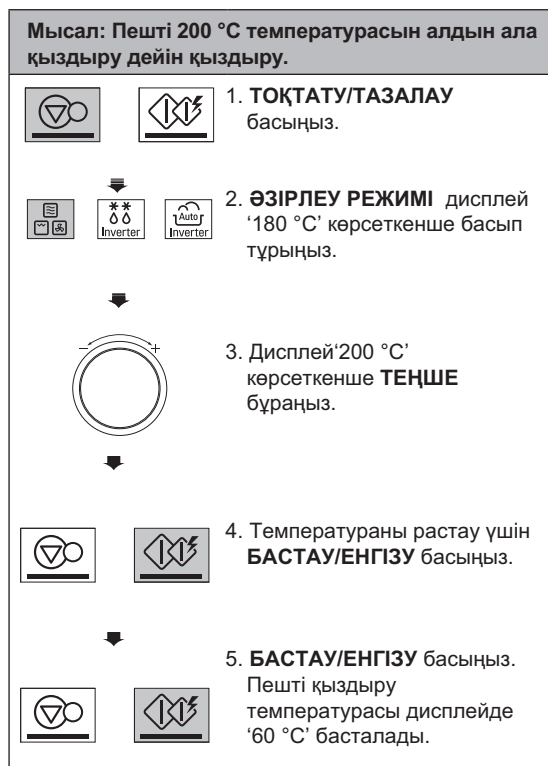 Мысал: Пешті 200 °C температурасын алдын ала
қыздыру дейін қыздыру.
1. ТОҚТАТУ/ТАЗАЛАУ
басыңыз.
2. ӘЗІРЛЕУ РЕЖИМІ дисплей
‘180 °C’ көрсеткенше басып
тұрыңыз.
Inverter
Auto
Inverter
3. Дисплей‘200 °C’
көрсеткенше ТЕҢШЕ
бұраңыз.
- +
4. Температураны растау үшін
БАСТАУ/ЕНГІЗУ басыңыз.
5. БАСТАУ/ЕНГІЗУ басыңыз.
Пешті қыздыру
температурасы дисплейде
‘60 °C’ басталады.